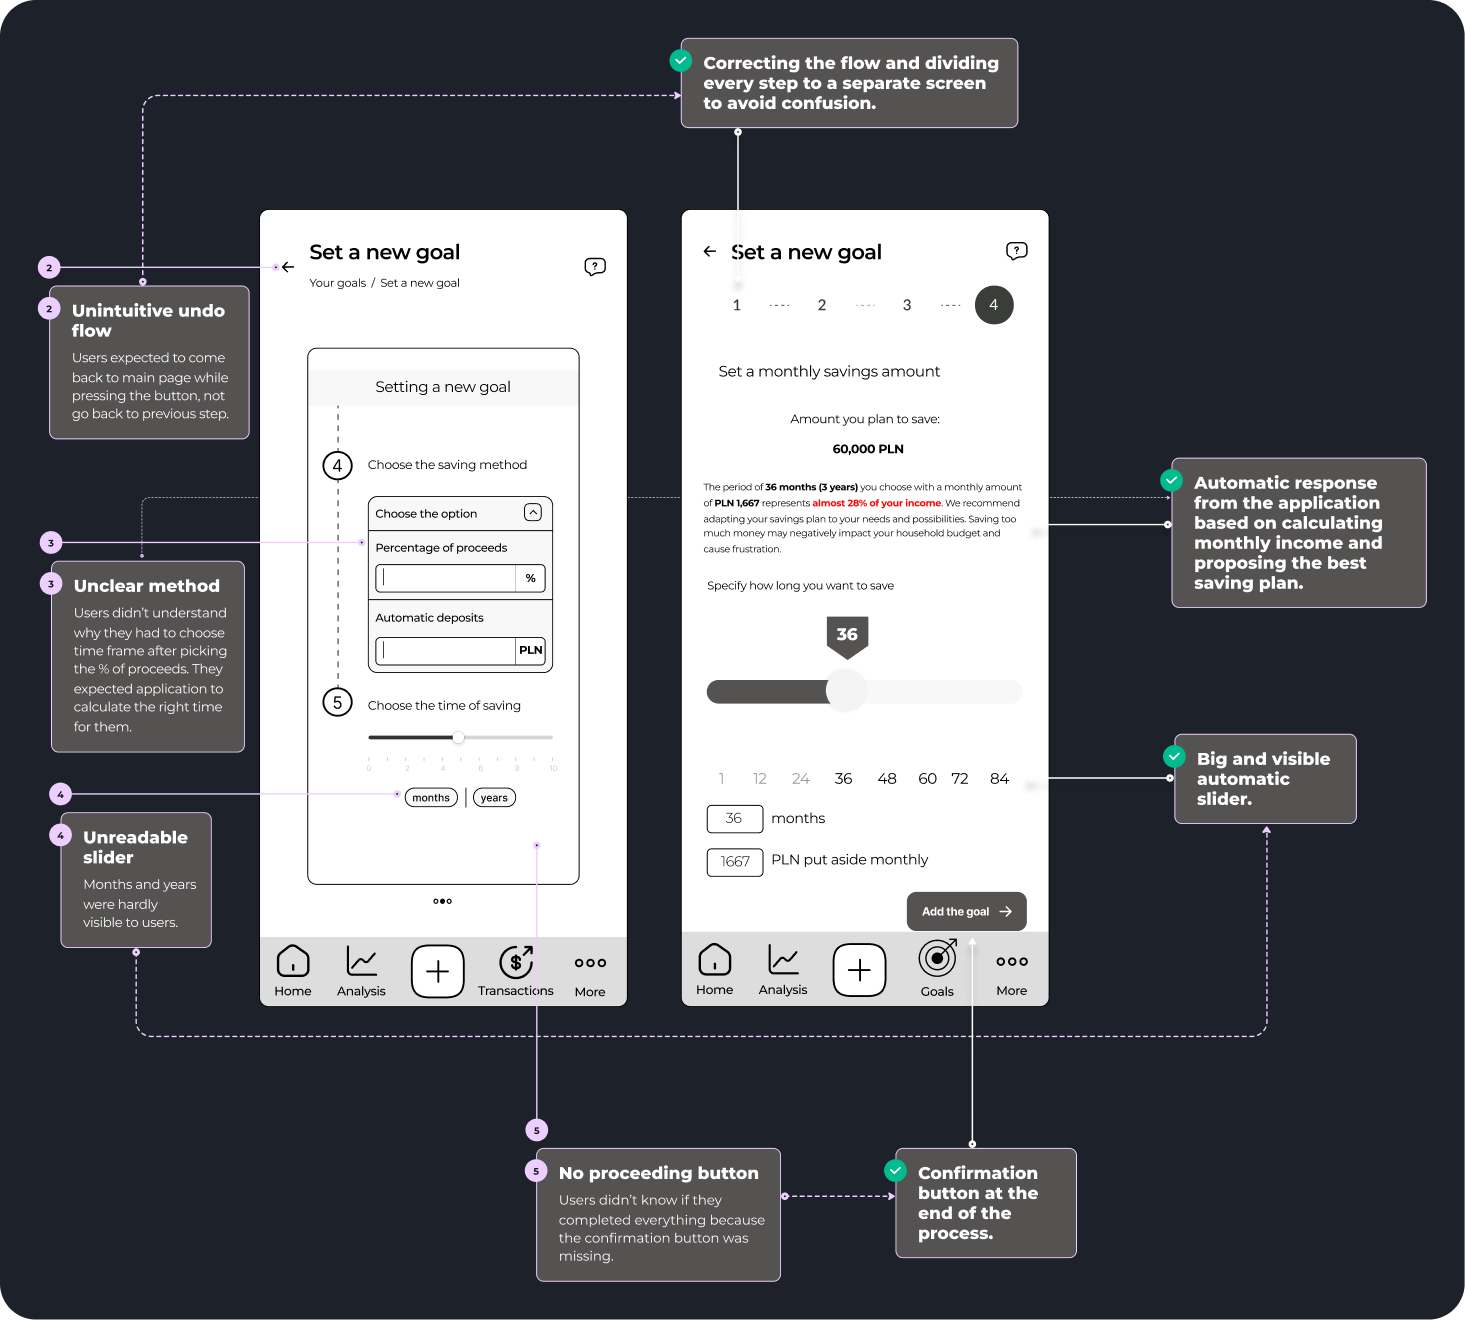 Correcting the flow and dividing
every step to a separate screen
to avoid confusion.
2
2
Unintuitive undo
flow
Users expected to come
back to main page while
pressing the button, not
go back to previous step.
3
3
Unclear method
Users didn't understand
why they had to choose
time frame after picking
the % of proceeds. They
expected application to
calculate the right time
for them.
4
4
Unreadable
slider
Months and years
were hardly
visible to users.
Set a new goal
Your goals / Set a new goal
?
Setting a new goal
4
Choose the saving method
Choose the option
Percentage of proceeds
%
Automatic deposits
PLN
5
Choose the time of saving
0 2 4 6 8 10
months | years
Home
Analysis
$
Transactions
More
Set a new goal
?
1 2 3 4
Set a monthly savings amount
Amount you plan to save:
60,000 PLN
The period of 36 months (3 years) you choose with a monthly amount
of PLN 1,667 represents almost 28% of your income. We recommend
adapting your savings plan to your needs and possibilities. Saving too
much money may negatively impact your household budget and
cause frustration.
Specify how long you want to save
36
1 12 24 36 48 60 72 84
36 months
1667 PLN put aside monthly
Add the goal
Home
Analysis
Goals
More
Automatic response
from the application
based on calculating
monthly income and
proposing the best
saving plan.
Big and visible
automatic
slider.
5
5
No proceeding button
Users didn't know if they
completed everything because
the confirmation button was
missing.
Confirmation
button at the
end of the
process.